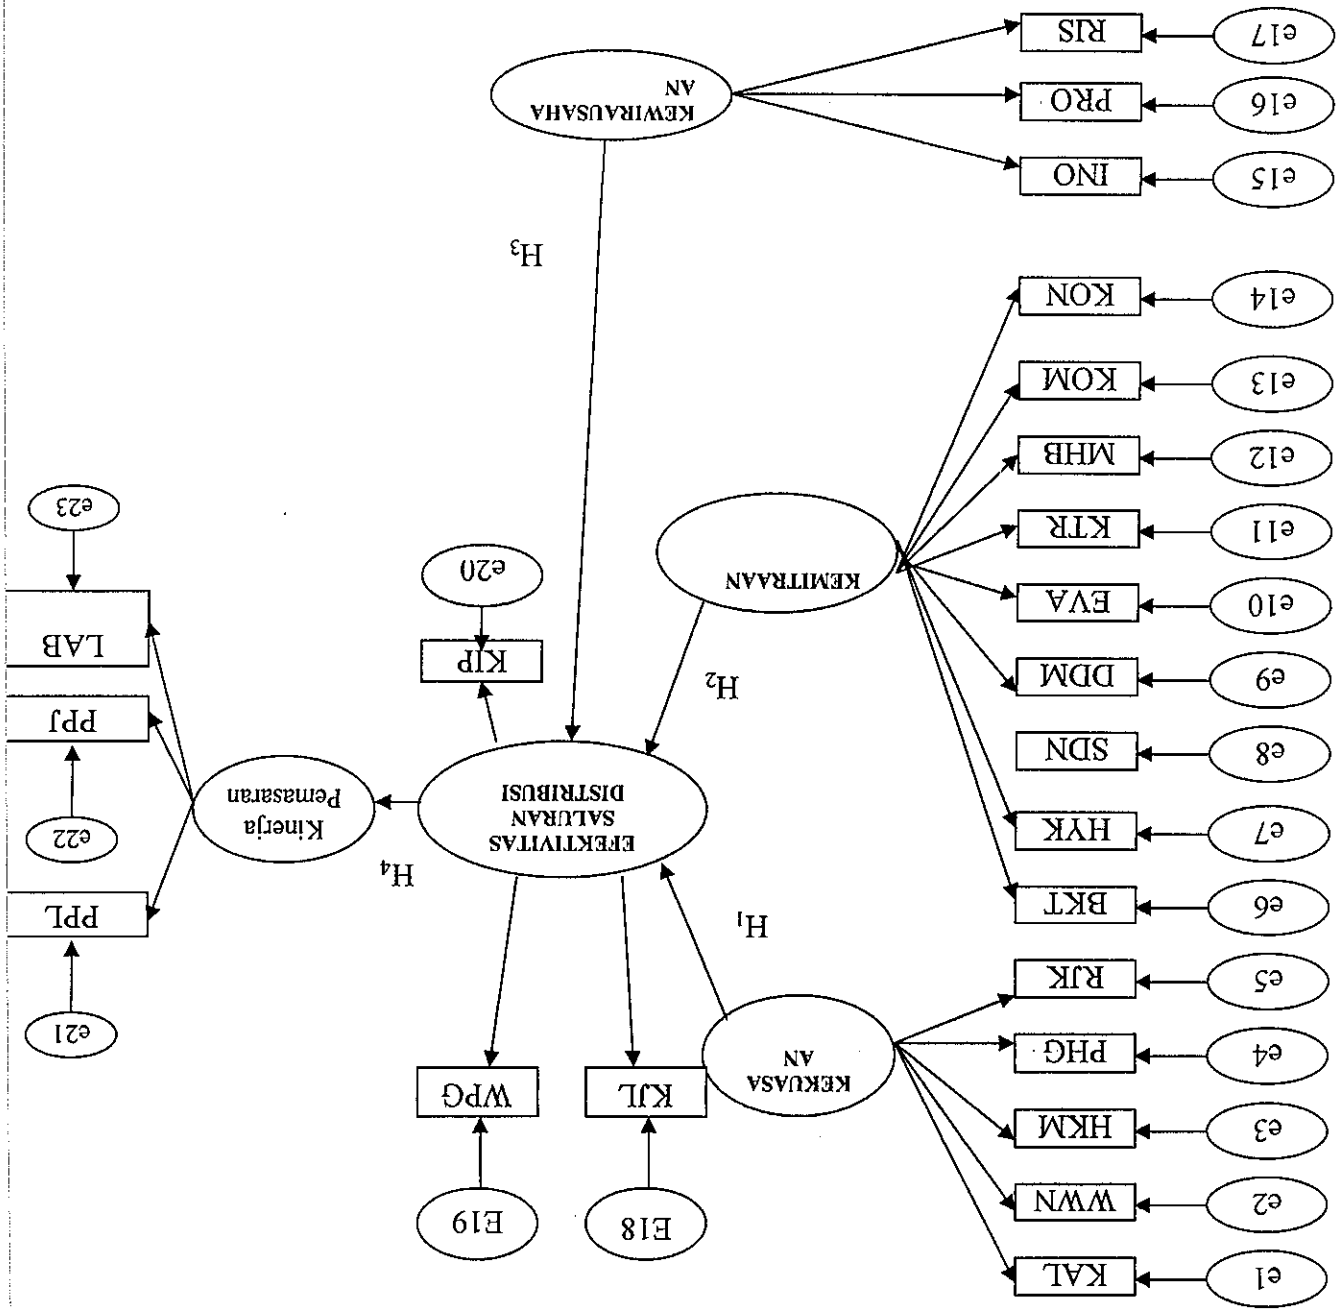 e1
KAL
e2
WWN
e3
HKM
e4
PHG
e5
RJK
e6
BKT
e7
HYK
e8
SDN
e9
DDM
e10
EVA
e11
KTR
e12
MHB
e13
KOM
e14
KON
e15
INO
e16
PRO
e17
RIS
KEKUASA
AN
H1
KEMITRAAN
H2
KEWIRAUSAHA
AN
H3
E18
KJL
E19
WPG
EFEKTIVITAS
SALURAN
DISTRIBUSI
KIP
e20
H4
Kinerja
Pemasaran
e21
PPL
e22
PPJ
LAB
e23